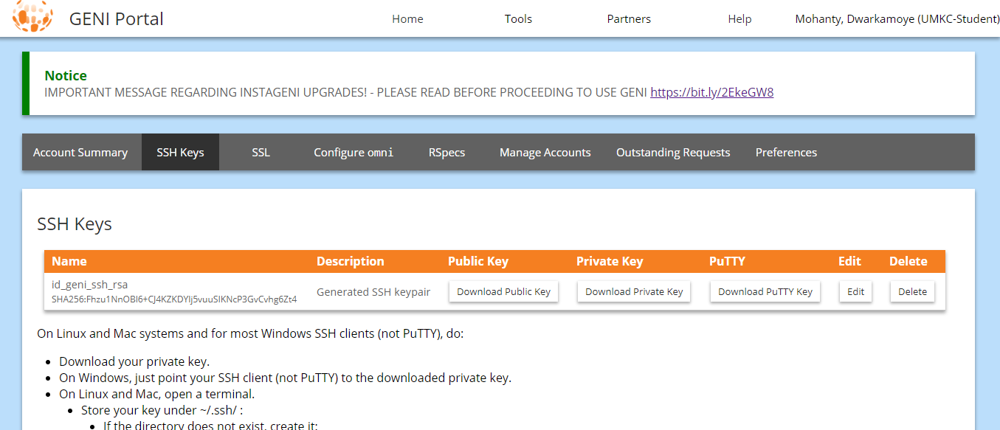 GENI Portal
Home Tools Partners Help Mohanty, Dwarkamoye (UMKC-Student)
Notice
IMPORTANT MESSAGE REGARDING INSTAGENI UPGRADES! - PLEASE READ BEFORE PROCEEDING TO USE GENI https://bit.ly/2EkeGW8
Account Summary SSH Keys SSL Configure omni RSpecs Manage Accounts Outstanding Requests Preferences
SSH Keys
Name Description Public Key Private Key PuTTY Edit Delete
id_geni_ssh_rsa
SHA256:Fhzu1NnOBI6+CJ4KZKDYIj5vuuSIKNcP3GvCvhg6Zt4
Generated SSH keypair Download Public Key Download Private Key Download PuTTY Key Edit Delete
On Linux and Mac systems and for most Windows SSH clients (not PuTTY), do:
• Download your private key.
• On Windows, just point your SSH client (not PuTTY) to the downloaded private key.
• On Linux and Mac, open a terminal.
• Store your key under ~/.ssh/ :
• If the directory does not exist, create it: